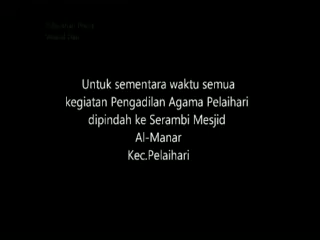 Untuk sementara waktu semua
kegiatan Pengadilan Agama Pelaihari
dipindah ke Serambi Mesjid
Al-Manar
Kec.Pelaihari